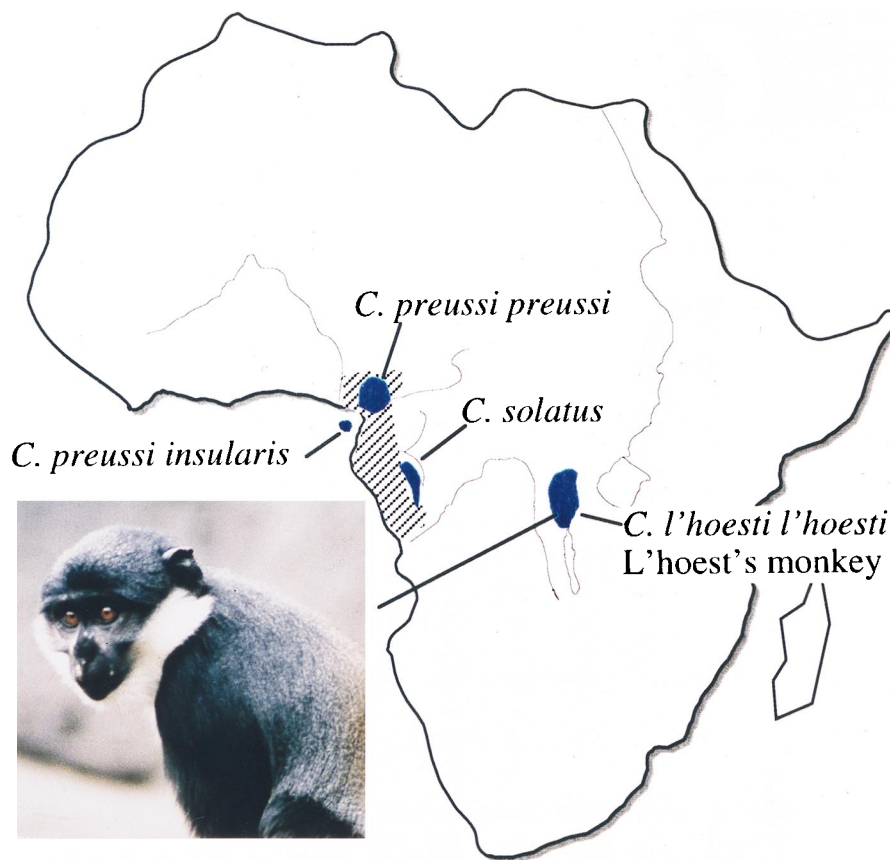 C. preussi preussi
C. solatus
C. preussi insularis
C. l'hoesti l'hoesti
L'hoest's monkey